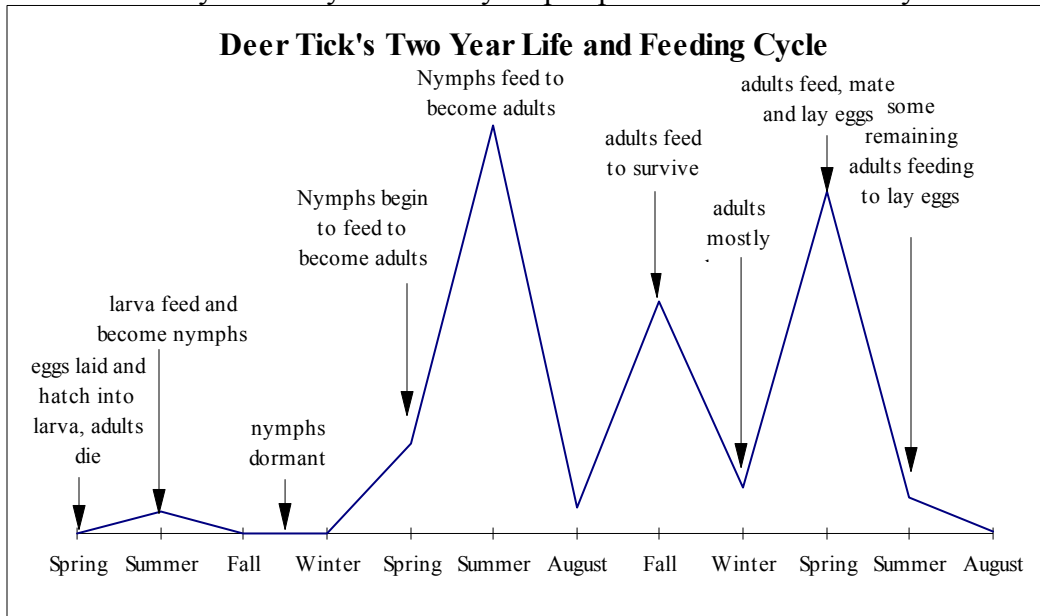 Deer Tick's Two Year Life and Feeding Cycle
Nymphs feed to
become adults
adults feed, mate
and lay eggs
some
remaining
adults feeding
to lay eggs
adults feed
to survive
Nymphs begin
to feed to
become adults
adults
mostly
larva feed and
become nymphs
eggs laid and
hatch into
larva, adults
die
nymphs
dormant
Spring Summer Fall Winter Spring Summer August Fall Winter Spring Summer August